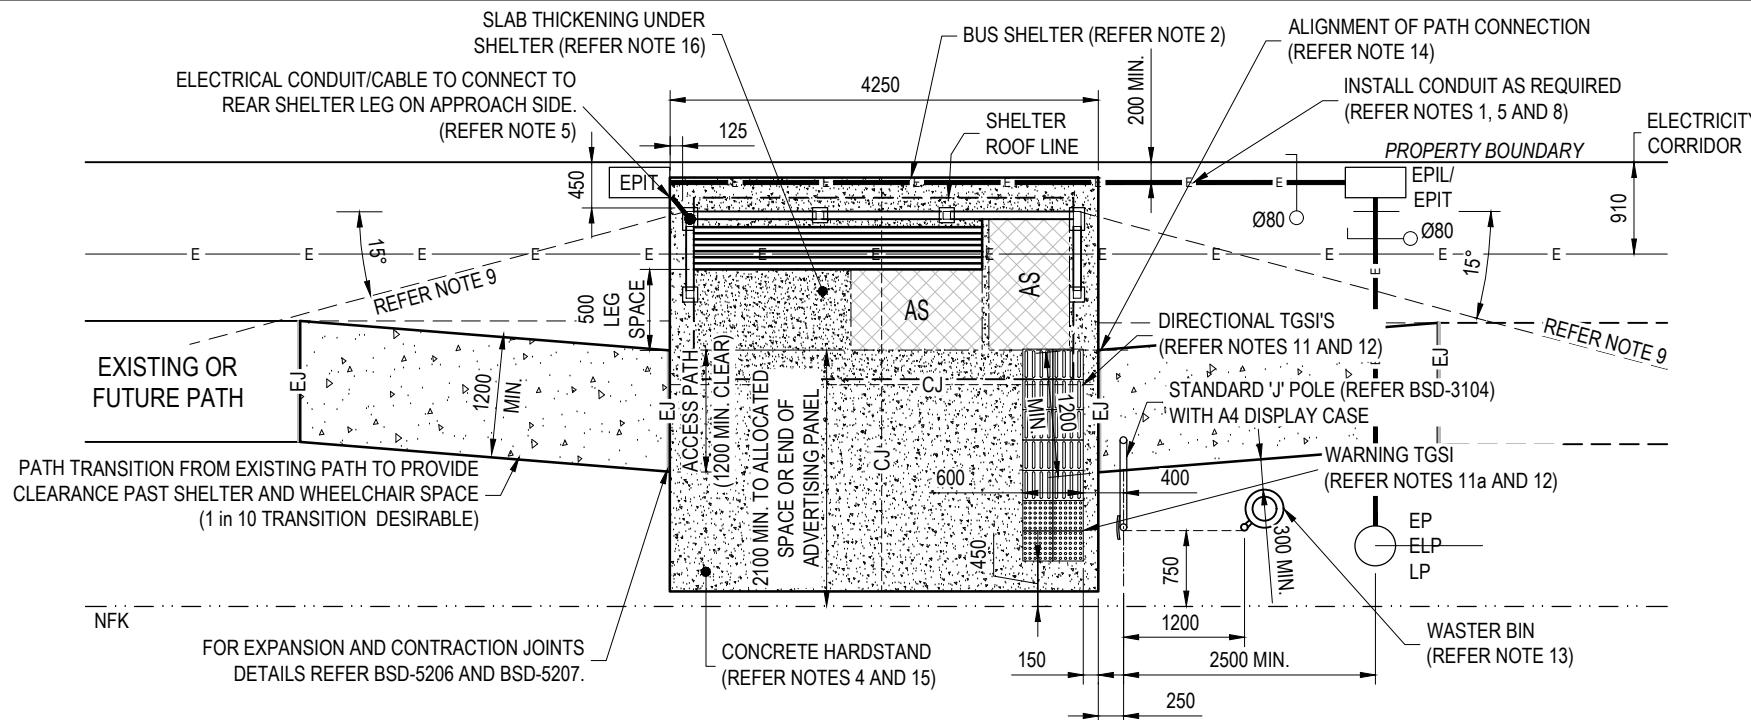 SLAB THICKENING UNDER
SHELTER (REFER NOTE 16)
BUS SHELTER (REFER NOTE 2)
ALIGNMENT OF PATH CONNECTION
(REFER NOTE 14)
ELECTRICAL CONDUIT/CABLE TO CONNECT TO
REAR SHELTER LEG ON APPROACH SIDE.
(REFER NOTE 5)
4250
200 MIN.
INSTALL CONDUIT AS REQUIRED
(REFER NOTES 1, 5 AND 8)
125
SHELTER
ROOF LINE
ELECTRICITY
CORRIDOR
PROPERTY BOUNDARY
450
EPIT
E E E E E E E
EPIL/
EPIT
910
Ø80
Ø80
15°
15°
E E E E E E E E E E E E
E
REFER NOTE 9
REFER NOTE 9
500
LEG
SPACE
AS
AS
DIRECTIONAL TGSI'S
(REFER NOTES 11 AND 12)
EXISTING OR
FUTURE PATH
EJ
1200
MIN.
EJ
ACCESS PATH
(1200 MIN. CLEAR)
2100 MIN. TO ALLOCATED
SPACE OR END OF
ADVERTISING PANEL
CJ
CJ
1200
MIN.
EJ
EJ
STANDARD 'J' POLE (REFER BSD-3104)
WITH A4 DISPLAY CASE
PATH TRANSITION FROM EXISTING PATH TO PROVIDE
CLEARANCE PAST SHELTER AND WHEELCHAIR SPACE
(1 in 10 TRANSITION DESIRABLE)
600
400
WARNING TGSI
(REFER NOTES 11a AND 12)
450
750
300 MIN.
EP
ELP
LP
NFK
FOR EXPANSION AND CONTRACTION JOINTS
DETAILS REFER BSD-5206 AND BSD-5207.
CONCRETE HARDSTAND
(REFER NOTES 4 AND 15)
150
1200
2500 MIN.
250
WASTER BIN
(REFER NOTE 13)